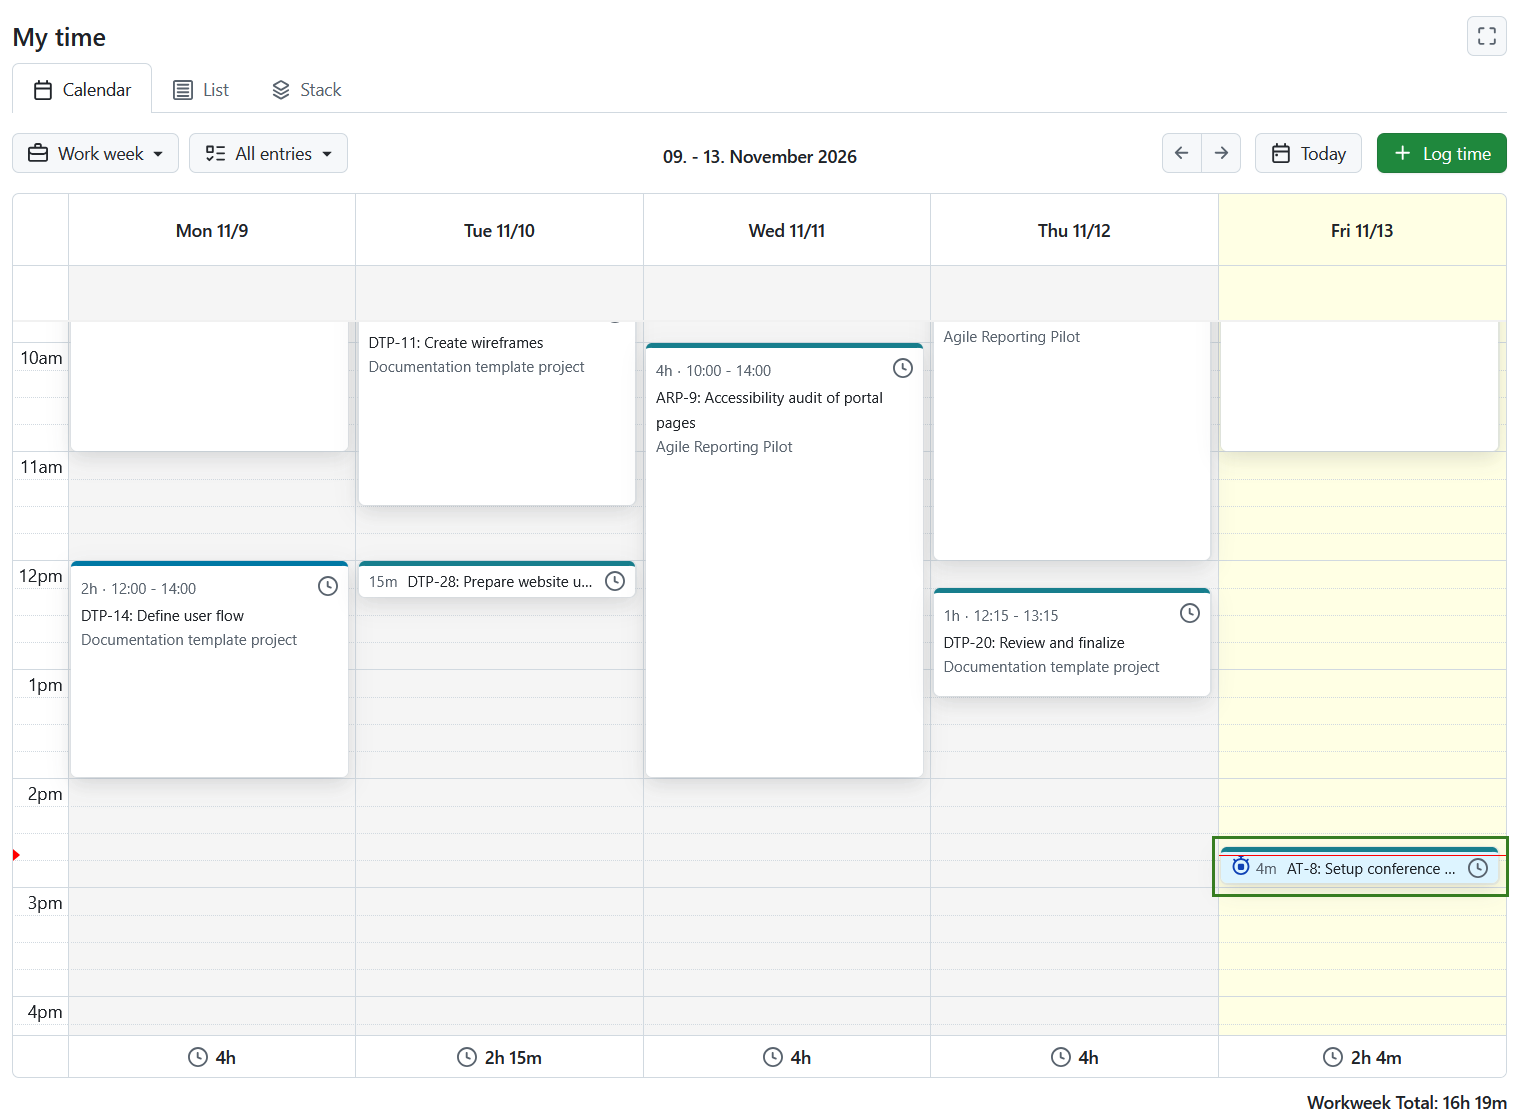 My time
Calendar
List
Stack
Work week
All entries
09. - 13. November 2026
Today
Log time
Mon 11/9
Tue 11/10
Wed 11/11
Thu 11/12
Fri 11/13
10am
11am
12pm
1pm
2pm
3pm
4pm
2h · 12:00 - 14:00
DTP-14: Define user flow
Documentation template project
DTP-11: Create wireframes
Documentation template project
15m DTP-28: Prepare website u...
4h · 10:00 - 14:00
ARP-9: Accessibility audit of portal
pages
Agile Reporting Pilot
Agile Reporting Pilot
1h · 12:15 - 13:15
DTP-20: Review and finalize
Documentation template project
4m AT-8: Setup conference ...
4h
2h 15m
4h
4h
2h 4m
Workweek Total: 16h 19m